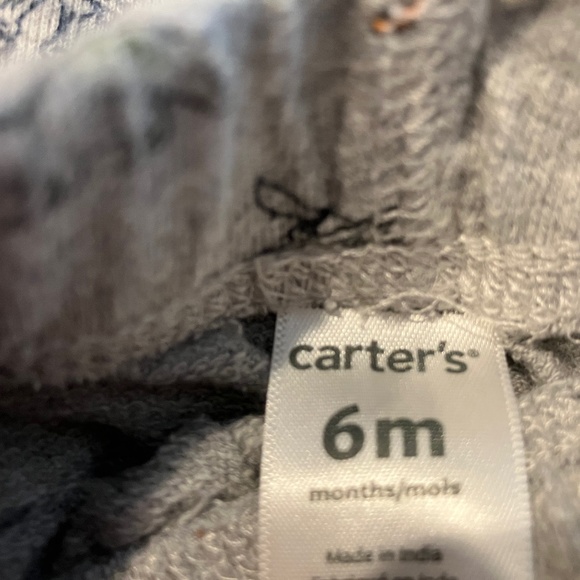 carter's®
6m
months/mois
Made in India